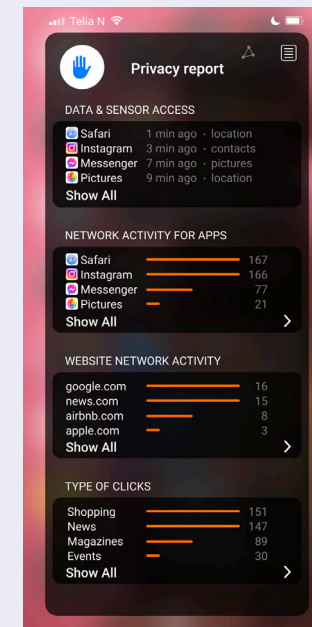 Telia N
Privacy report
DATA & SENSOR ACCESS
Safari 1 min ago · location
Instagram 3 min ago · contacts
Messenger 7 min ago · pictures
Pictures 9 min ago · location
Show All
NETWORK ACTIVITY FOR APPS
Safari 167
Instagram 166
Messenger 77
Pictures 21
Show All
WEBSITE NETWORK ACTIVITY
google.com 16
news.com 15
airbnb.com 8
apple.com 3
Show All
TYPE OF CLICKS
Shopping 151
News 147
Magazines 89
Events 30
Show All